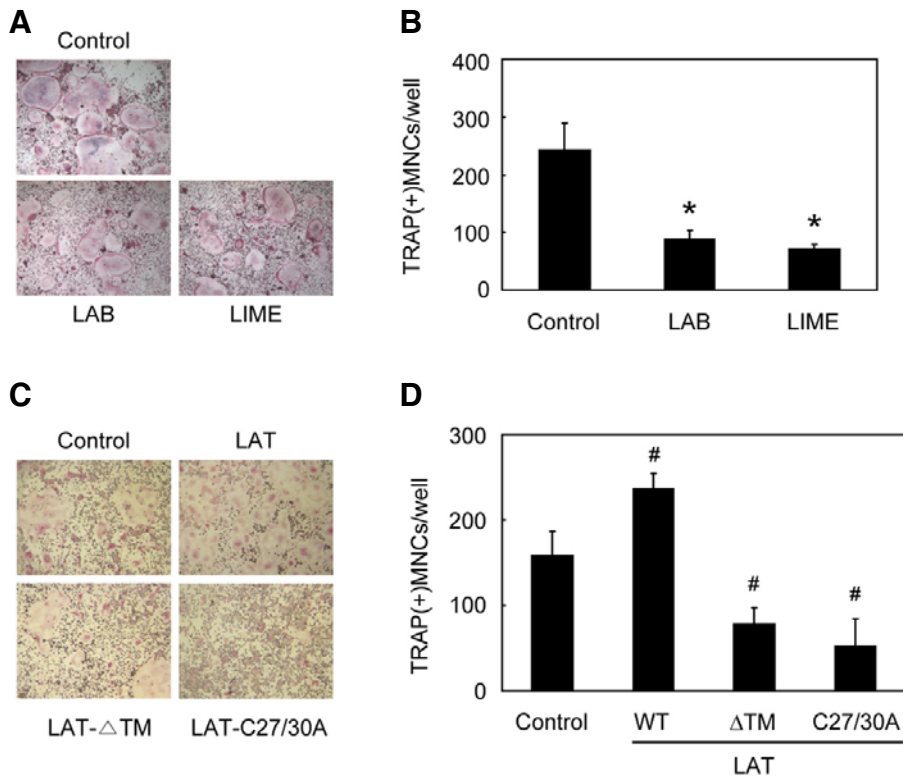 A
Control
LAB LIME
B
TRAP(+)MNCs/well
400
300
200
100
0
*
*
Control LAB LIME
C
Control LAT
LAT-△TM LAT-C27/30A
D
TRAP(+)MNCs/well
300
200
100
0
#
#
#
Control WT ΔTM C27/30A
LAT